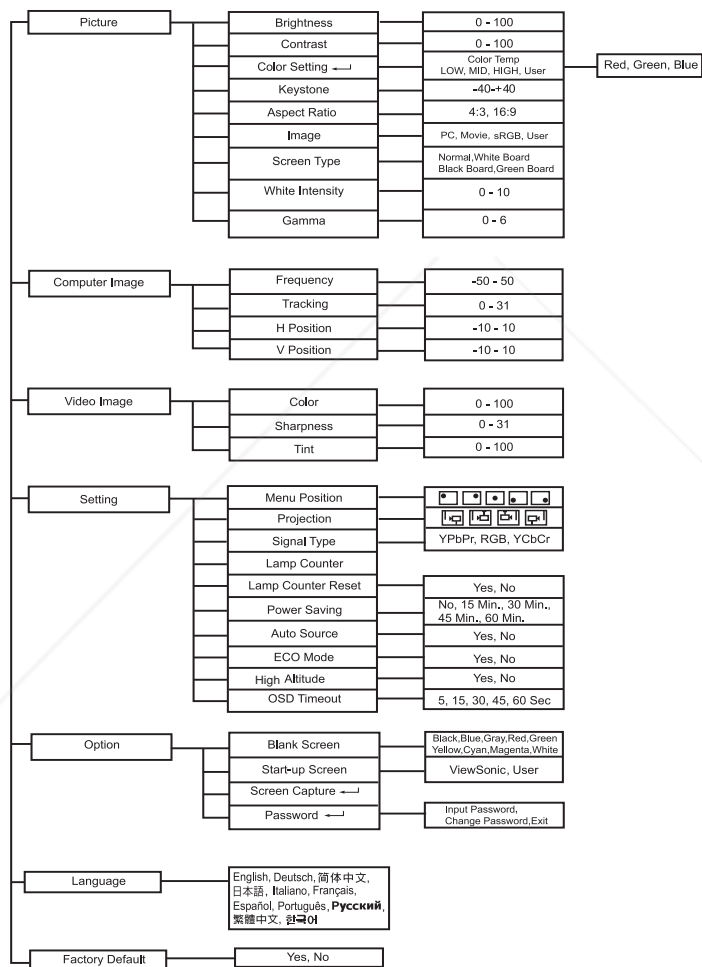 Picture
Brightness
0 - 100
Contrast
0 - 100
Color Setting ↵
Color Temp
LOW, MID, HIGH, User
Red, Green, Blue
Keystone
-40-+40
Aspect Ratio
4:3, 16:9
Image
PC, Movie, sRGB, User
Screen Type
Normal,White Board
Black Board,Green Board
White Intensity
0 - 10
Gamma
0 - 6
Computer Image
Frequency
-50 - 50
Tracking
0 - 31
H Position
-10 - 10
V Position
-10 - 10
Video Image
Color
0 - 100
Sharpness
0 - 31
Tint
0 - 100
Setting
Menu Position
Projection
Signal Type
YPbPr, RGB, YCbCr
Lamp Counter
Lamp Counter Reset
Yes, No
Power Saving
No, 15 Min., 30 Min.,
45 Min., 60 Min.
Auto Source
Yes, No
ECO Mode
Yes, No
High Altitude
Yes, No
OSD Timeout
5, 15, 30, 45, 60 Sec
Option
Blank Screen
Black,Blue,Gray,Red,Green
Yellow,Cyan,Magenta,White
Start-up Screen
ViewSonic, User
Screen Capture ↵
Password ↵
Input Password,
Change Password,Exit
Language
English, Deutsch, 简体中文,
日本語, Italiano, Français,
Español, Português, Русский,
繁體中文, 한국어
Factory Default
Yes, No